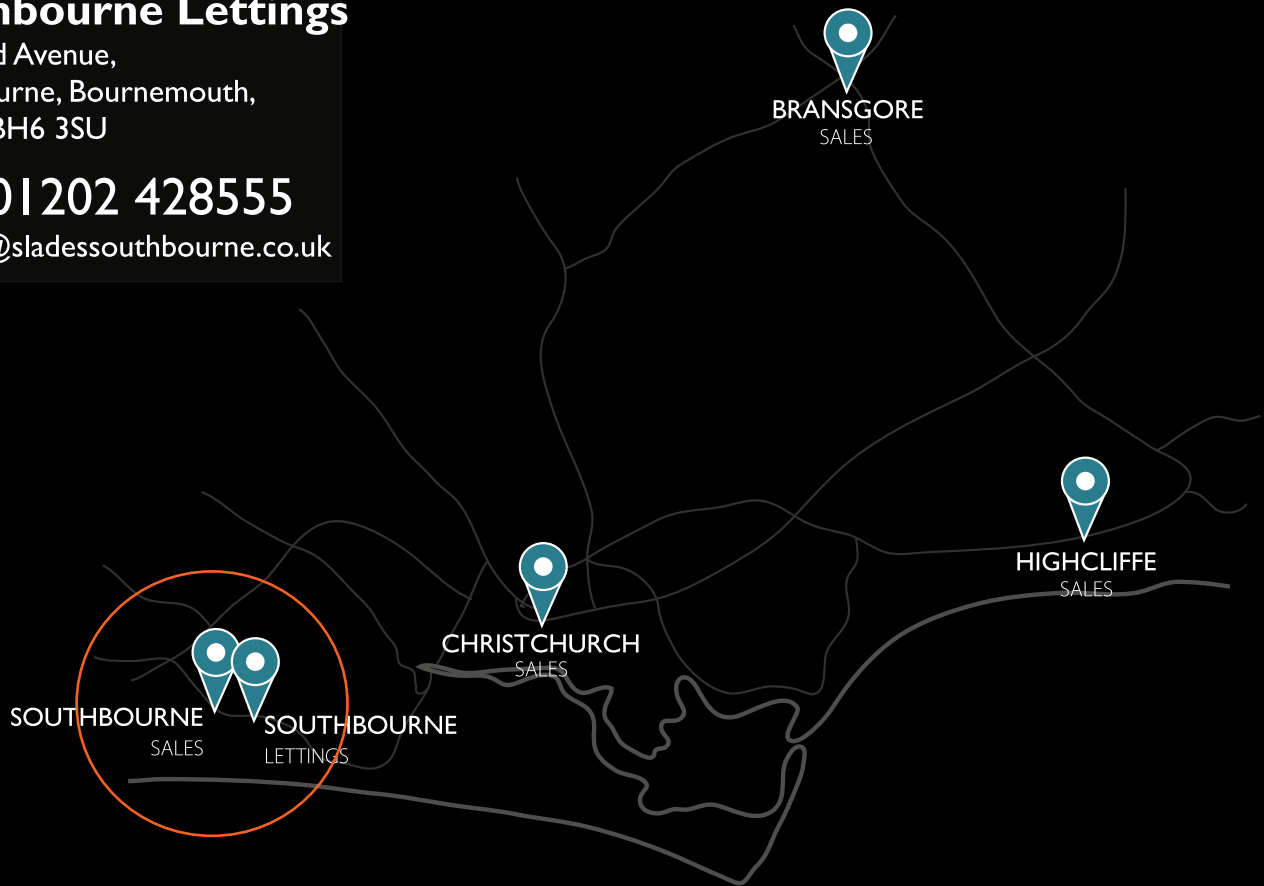 hbourne Lettings
d Avenue,
urne, Bournemouth,
BH6 3SU
01202 428555
@sladessouthbourne.co.uk
BRANSGORE
SALES
HIGHCLIFFE
SALES
CHRISTCHURCH
SALES
SOUTHBOURNE
SALES
SOUTHBOURNE
LETTINGS